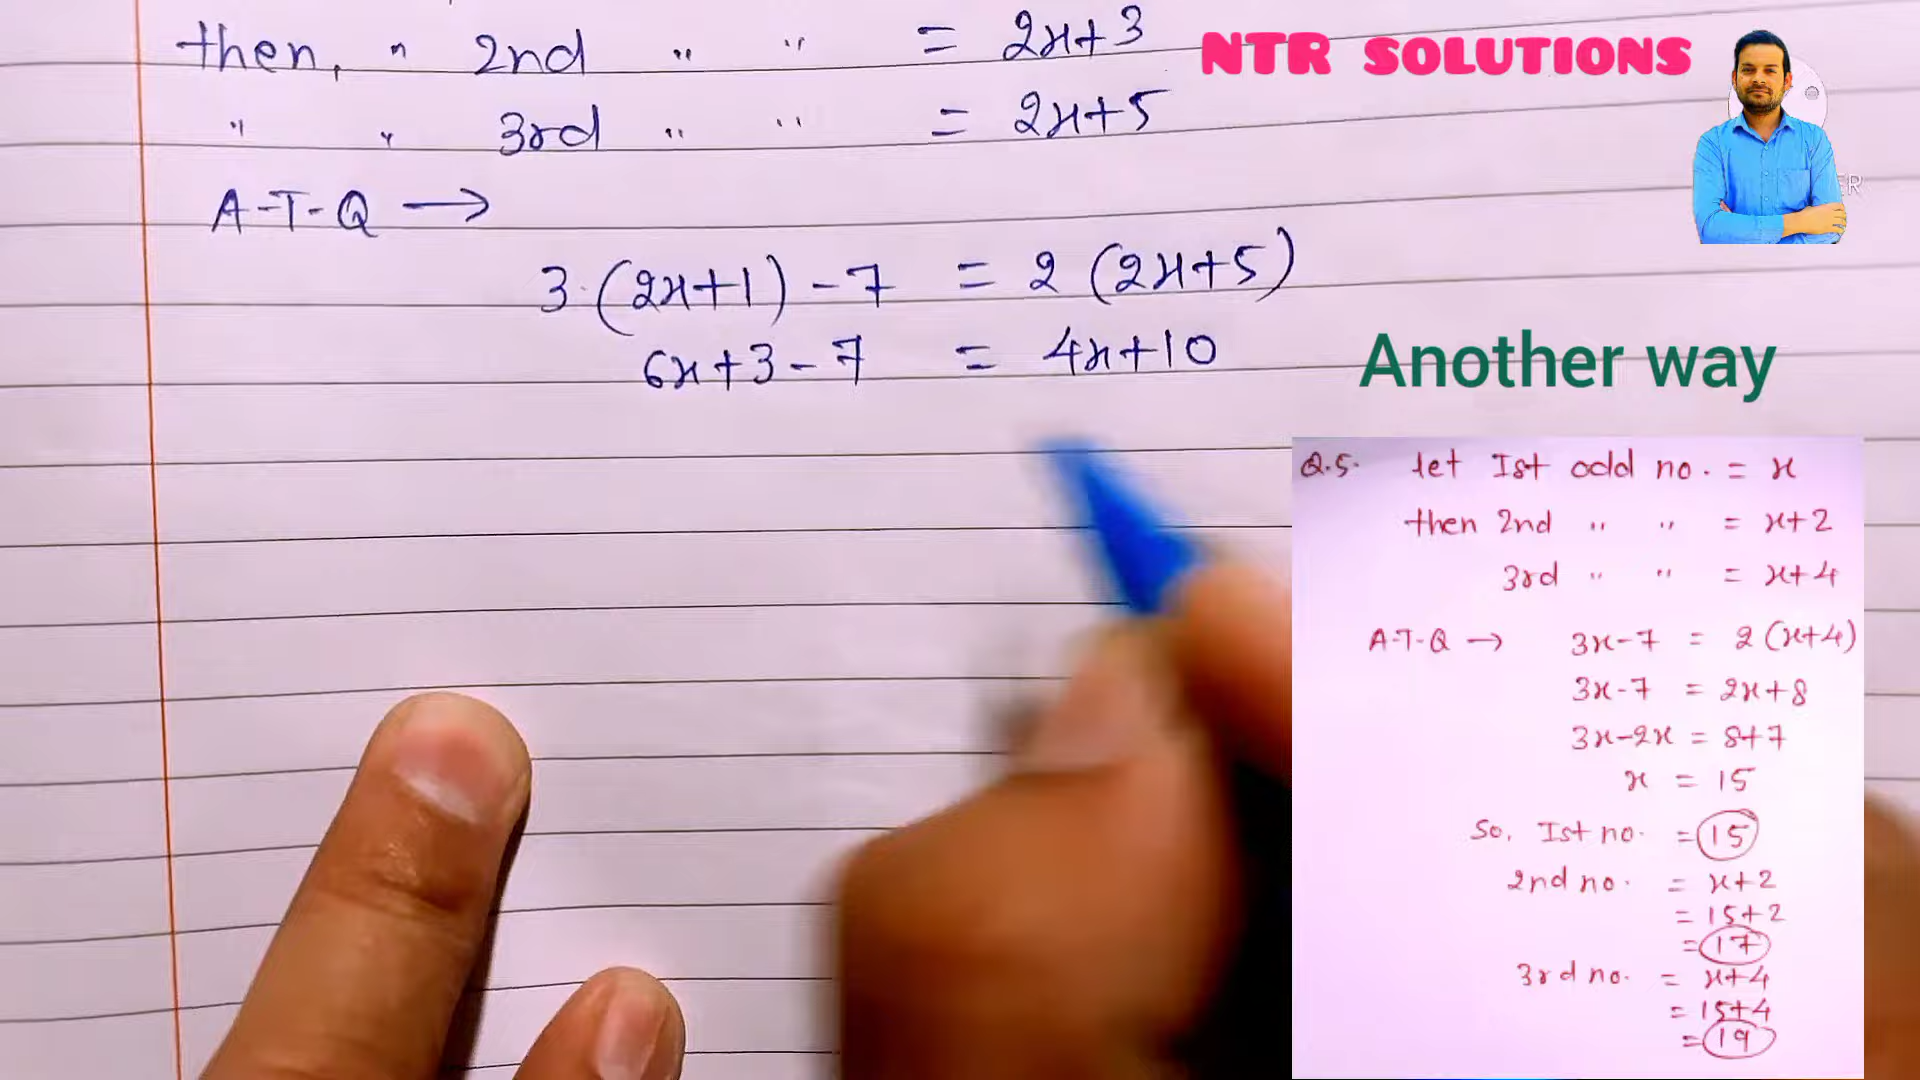 then, " 2nd " " = 2x+3
" " 3rd " " = 2x+5
A-T-Q →
3.(2x+1) - 7 = 2 (2x+5)
6x+3-7 = 4x+10
NTR SOLUTIONS
ER
Another way
Q.5. let Ist odd no. = x
then 2nd " " = x+2
3rd " " = x+4
A-T-Q → 3x-7 = 2 (x+4)
3x-7 = 2x+8
3x-2x = 8+7
x = 15
So, Ist no. = 15
2nd no. = x+2
= 15+2
= 17
3rd no. = x+4
= 15+4
= 19